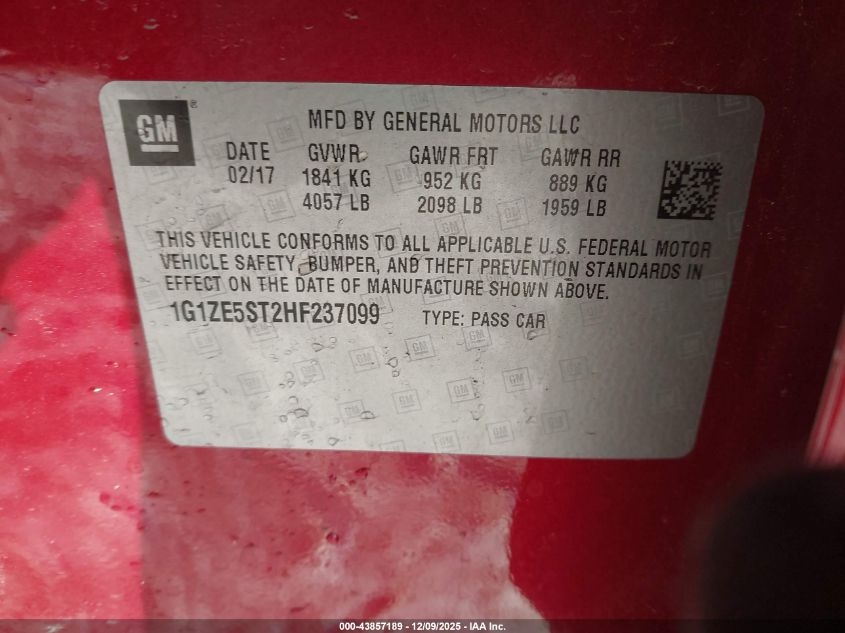 GM®
MFD BY GENERAL MOTORS LLC
DATE GVWR GAWR FRT GAWR RR
02/17 1841 KG 952 KG 889 KG
4057 LB 2098 LB 1959 LB
THIS VEHICLE CONFORMS TO ALL APPLICABLE U.S. FEDERAL MOTOR
VEHICLE SAFETY, BUMPER, AND THEFT PREVENTION STANDARDS IN
EFFECT ON THE DATE OF MANUFACTURE SHOWN ABOVE.
1G1ZE5ST2HF237099 TYPE: PASS CAR
000-43857189 - 12/09/2025 - IAA Inc.